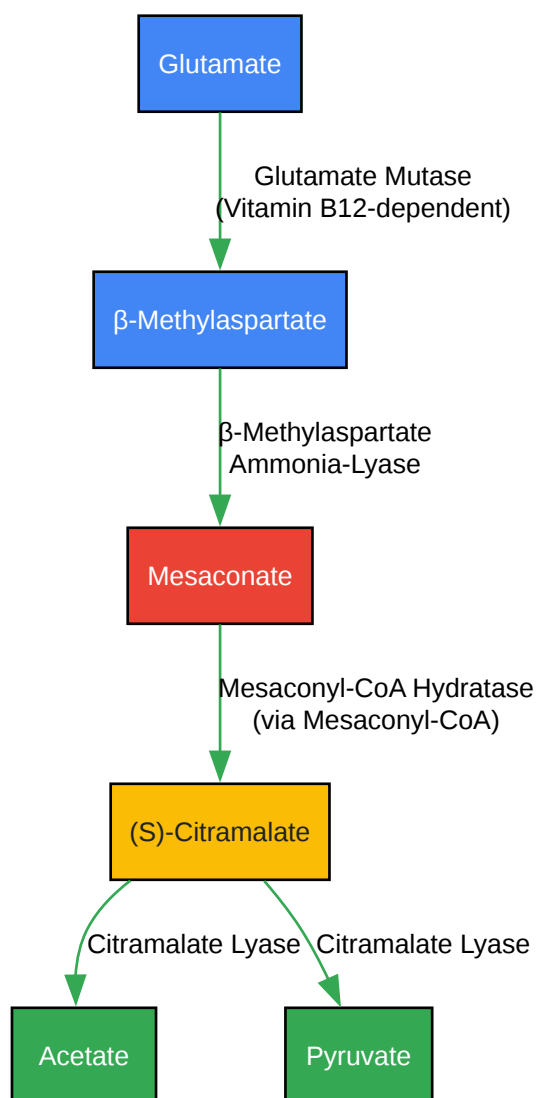 Glutamate
Glutamate Mutase
(Vitamin B12-dependent)
β-Methylaspartate
β-Methylaspartate
Ammonia-Lyase
Mesaconate
Mesaconyl-CoA Hydratase
(via Mesaconyl-CoA)
(S)-Citramalate
Citramalate Lyase
Citramalate Lyase
Acetate
Pyruvate